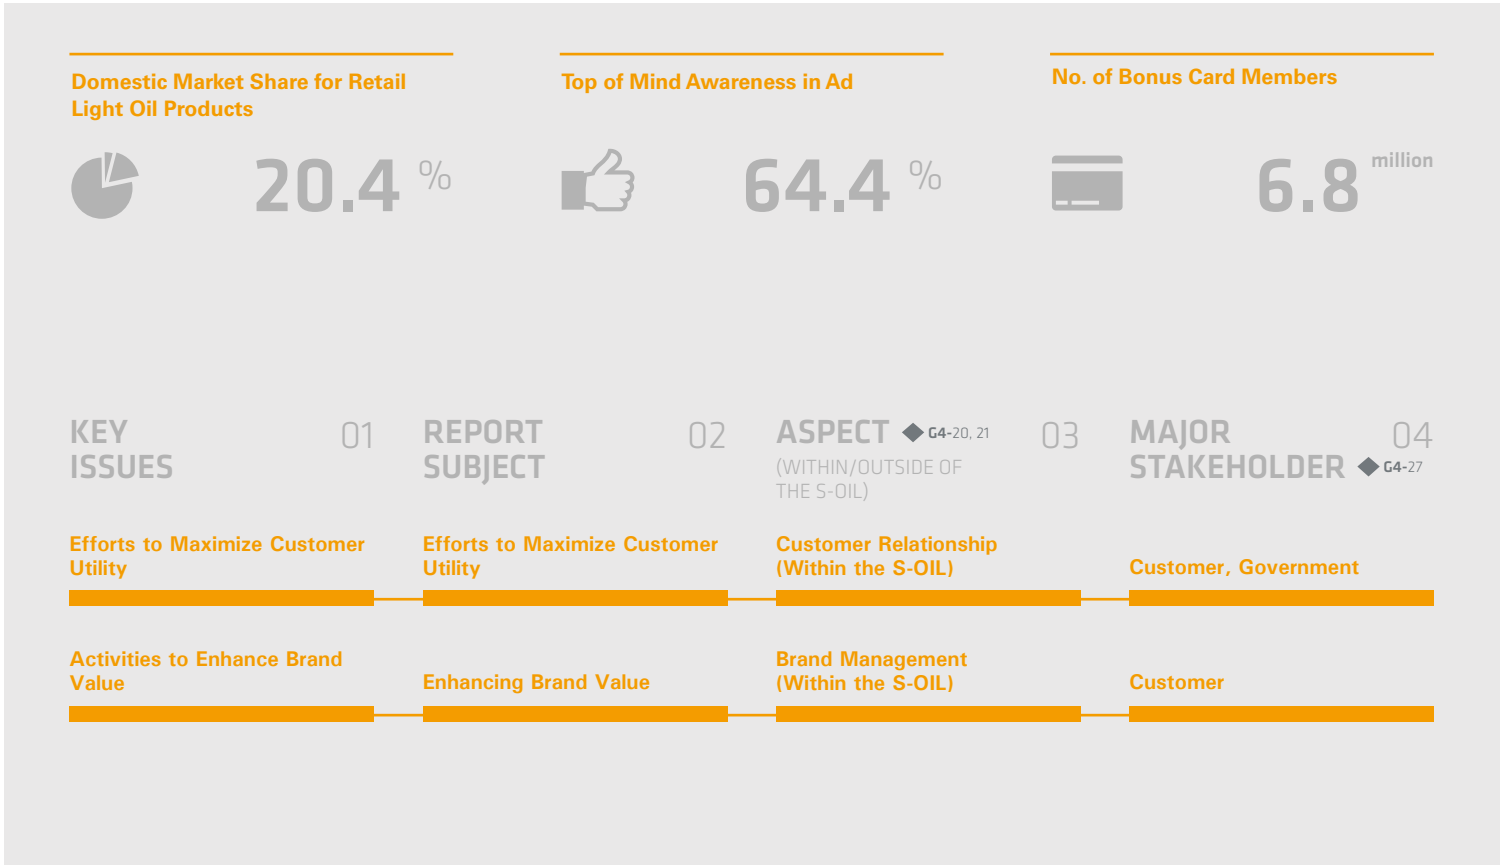 Domestic Market Share for Retail
Light Oil Products
20.4 %
Top of Mind Awareness in Ad
64.4 %
No. of Bonus Card Members
6.8 million
KEY
ISSUES
01
REPORT
SUBJECT
02
ASPECT ◆ G4-20, 21
(WITHIN/OUTSIDE OF
THE S-OIL)
03
MAJOR
STAKEHOLDER ◆ G4-27
04
Efforts to Maximize Customer
Utility
Efforts to Maximize Customer
Utility
Customer Relationship
(Within the S-OIL)
Customer, Government
Activities to Enhance Brand
Value
Enhancing Brand Value
Brand Management
(Within the S-OIL)
Customer